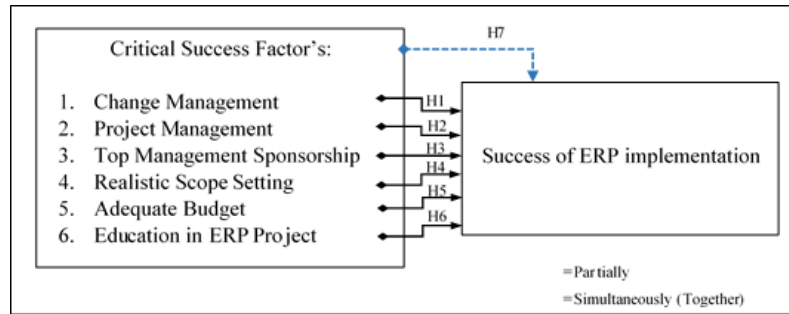 H7
Critical Success Factor's:
1. Change Management
H1
2. Project Management
H2
3. Top Management Sponsorship
H3
4. Realistic Scope Setting
H4
5. Adequate Budget
H5
6. Education in ERP Project
H6
Success of ERP implementation
=Partially
=Simultaneously (Together)